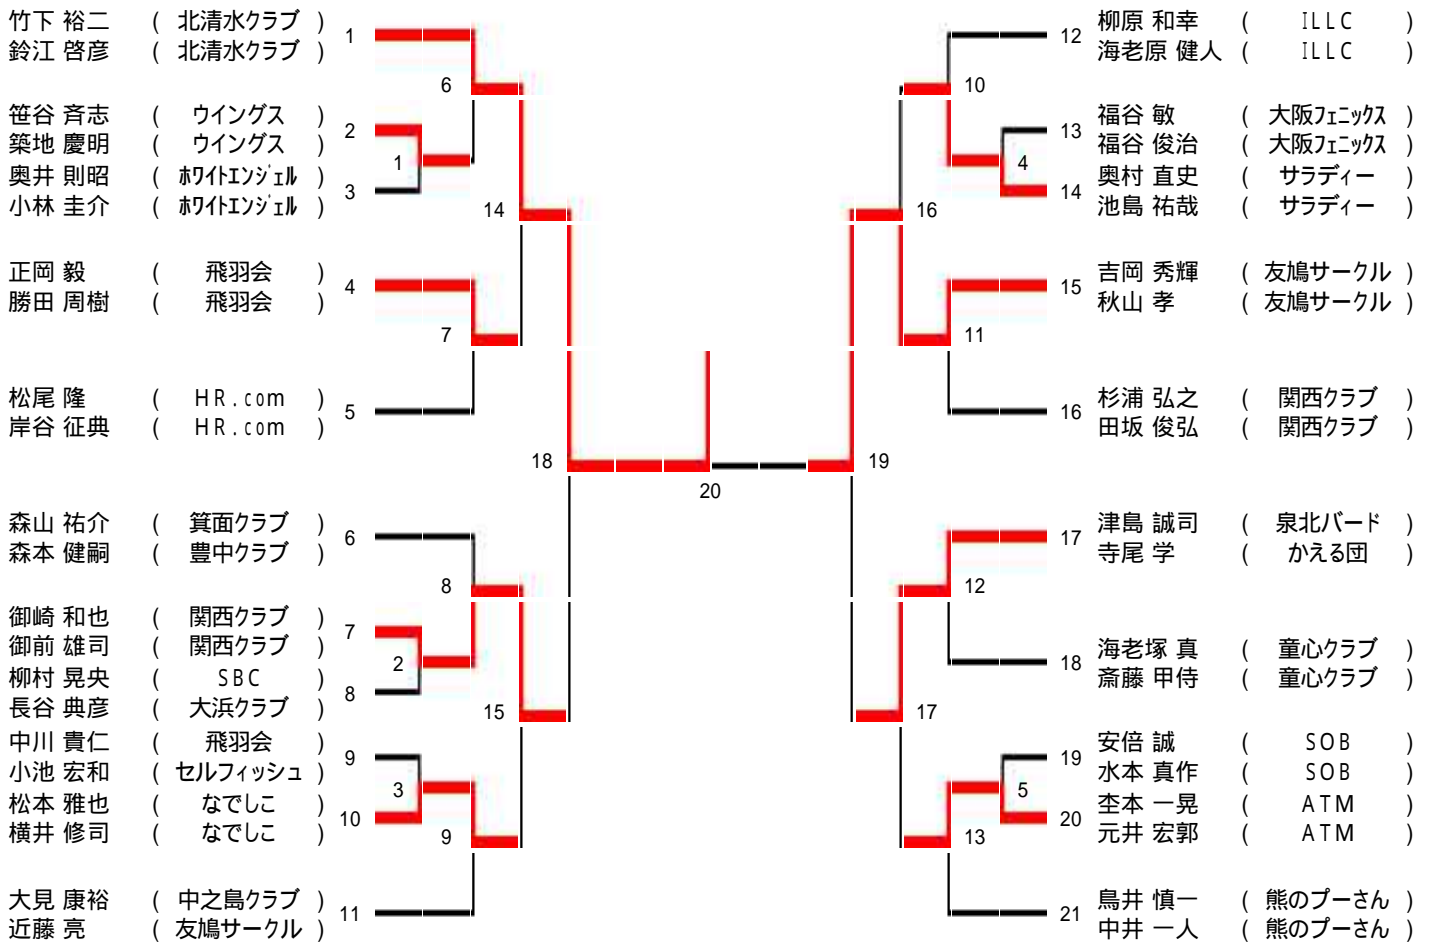 竹下 裕二 ( 北清水クラブ ) 1
鈴江 啓彦 ( 北清水クラブ )
6
笹谷 斉志 ( ウイングス ) 2
築地 慶明 ( ウイングス )
1
奥井 則昭 ( ホワイトエンジェル ) 3
小林 圭介 ( ホワイトエンジェル )
14
正岡 毅 ( 飛羽会 ) 4
勝田 周樹 ( 飛羽会 )
7
松尾 隆 ( HR.com ) 5
岸谷 征典 ( HR.com )
18
森山 祐介 ( 箕面クラブ ) 6
森本 健嗣 ( 豊中クラブ )
8
御崎 和也 ( 関西クラブ ) 7
御前 雄司 ( 関西クラブ )
2
柳村 晃央 ( SBC ) 8
長谷 典彦 ( 大浜クラブ )
15
中川 貴仁 ( 飛羽会 ) 9
小池 宏和 ( セルフィッシュ )
3
松本 雅也 ( なでしこ ) 10
横井 修司 ( なでしこ )
9
大見 康裕 ( 中之島クラブ ) 11
近藤 亮 ( 友鳩サークル )
20
12 柳原 和幸 ( ILLC )
海老原 健人 ( ILLC )
10
13 福谷 敏 ( 大阪フェニックス )
福谷 俊治 ( 大阪フェニックス )
4
14 奥村 直史 ( サラディー )
池島 祐哉 ( サラディー )
16
15 吉岡 秀輝 ( 友鳩サークル )
秋山 孝 ( 友鳩サークル )
11
16 杉浦 弘之 ( 関西クラブ )
田坂 俊弘 ( 関西クラブ )
19
17 津島 誠司 ( 泉北バード )
寺尾 学 ( かえる団 )
12
18 海老塚 真 ( 童心クラブ )
斎藤 甲侍 ( 童心クラブ )
17
19 安倍 誠 ( SOB )
水本 真作 ( SOB )
5
20 杢本 一晃 ( ATM )
元井 宏郭 ( ATM )
13
21 鳥井 慎一 ( 熊のプーさん )
中井 一人 ( 熊のプーさん )